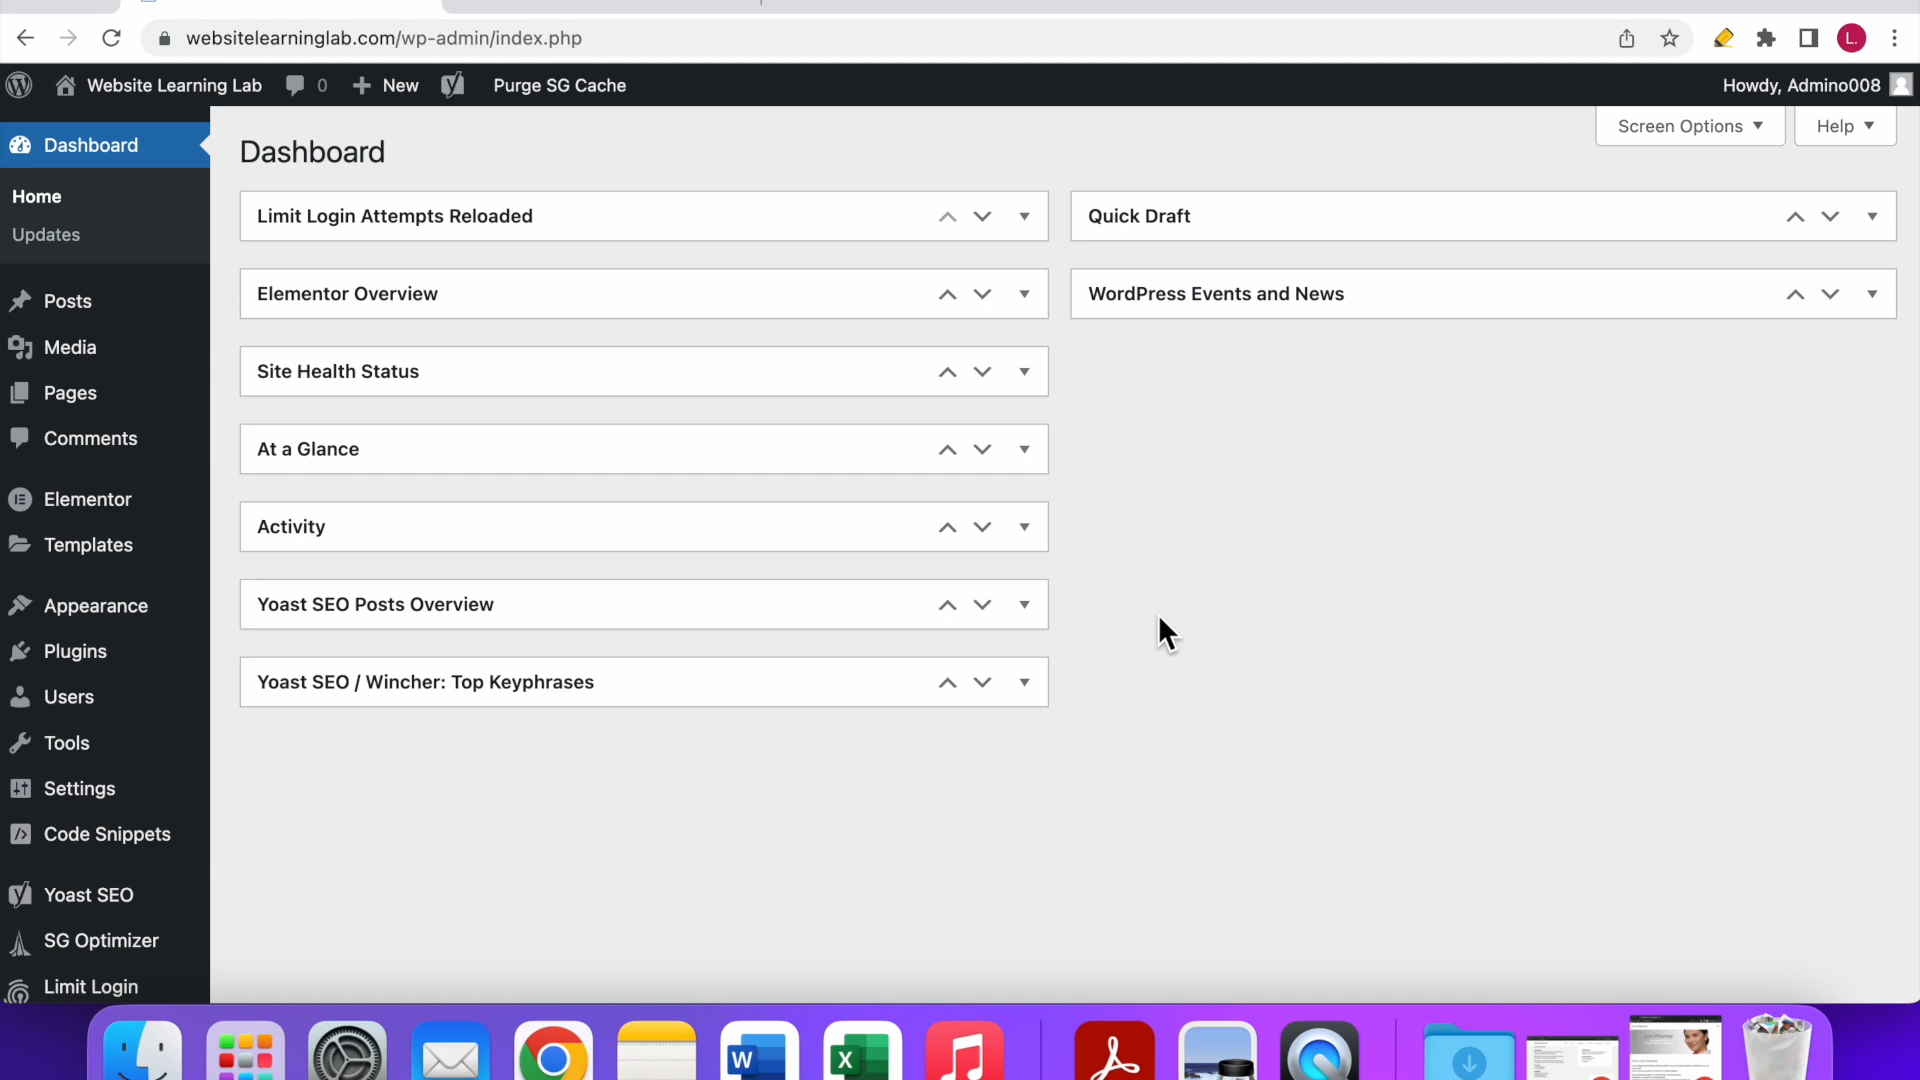 websitelearninglab.com/wp-admin/index.php
L.
Website Learning Lab
0
New
Purge SG Cache
Howdy, Admino008
Dashboard
Home
Updates
Posts
Media
Pages
Comments
Elementor
Templates
Appearance
Plugins
Users
Tools
Settings
Code Snippets
Yoast SEO
SG Optimizer
Limit Login
Screen Options
Help
Dashboard
Limit Login Attempts Reloaded
Elementor Overview
Site Health Status
At a Glance
Activity
Yoast SEO Posts Overview
Yoast SEO / Wincher: Top Keyphrases
Quick Draft
WordPress Events and News
W
X